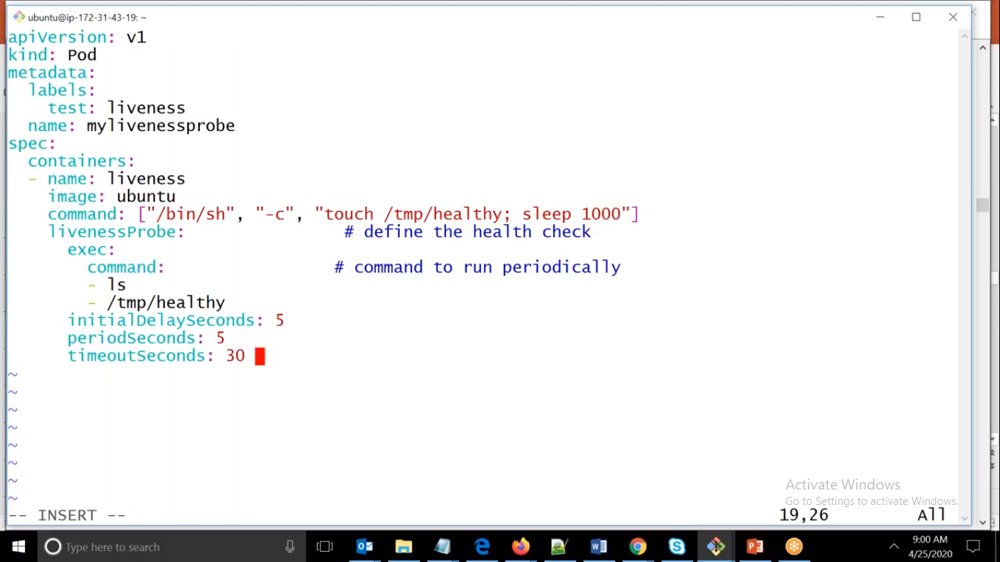 ubuntu@ip-172-31-43-19: ~
apiVersion: v1
kind: Pod
metadata:
  labels:
    test: liveness
  name: mylivenessprobe
spec:
  containers:
  - name: liveness
    image: ubuntu
    command: ["/bin/sh", "-c", "touch /tmp/healthy; sleep 1000"]
    livenessProbe:                # define the health check
      exec:
        command:                 # command to run periodically
        - ls
        - /tmp/healthy
      initialDelaySeconds: 5
      periodSeconds: 5
      timeoutSeconds: 30
~
~
~
~
~
~
~
~
Activate Windows
Go to Settings to activate Windows.
-- INSERT -- 19,26 All
Type here to search
9:00 AM
4/25/2020